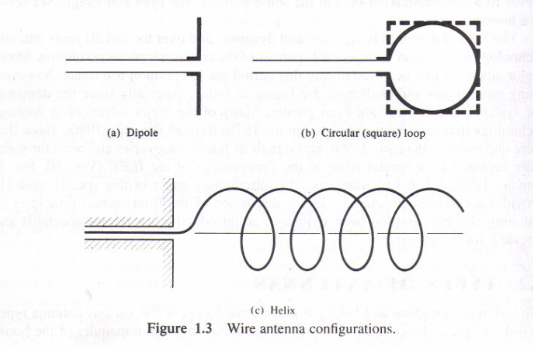 (a) Dipole
(b) Circular (square) loop
(c) Helix
Figure 1.3 Wire antenna configurations.